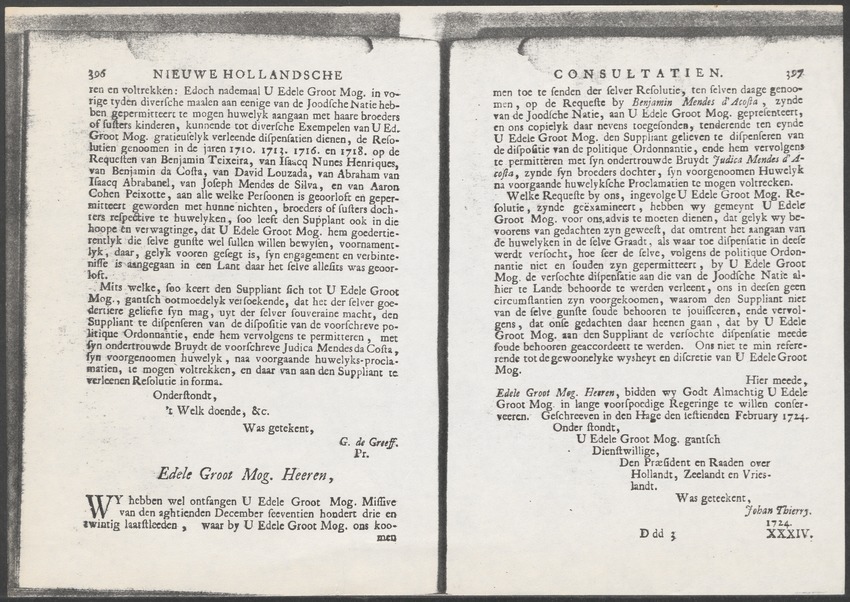 306 NIEUWE HOLLANDSCHE
ren en voltrekken: Edoch nademaal U Edele Groot Mog. in vo-
rige tyden diversche maalen aan eenige van de Joodſche Natie heb-
ben gepermitteert te mogen huwelyk aangaan met haare broeders
of ſuſters kinderen, kunnende tot diversche Exempelen van U Ed.
Groot Mog. gratieuſelyk verleende diſpenſatien dienen, de Reſo-
lutien genoomen in de jaren 1710. 1713. 1716. en 1718. op de
Requeſten van Benjamin Teixeira, van Iſaacq Nunes Henriques,
van Benjamin da Coſta, van David Louzada, van Abraham van
Iſaacq Abrabanel, van Joſeph Mendes de Silva, en van Aaron
Cohen Peixotte, aan alle welke Perſoonen is geoorloft en geper-
mitteert geworden met hunne nichten, broeders of ſuſters doch-
ters reſpective te huwelyken, ſoo leeft den Supplant ook in die
hoope en verwagtinge, dat U Edele Groot Mog. hem goedertie-
rentlyk die ſelve gunſte wel ſullen willen bewyſen, voornament-
lyk, daar, gelyk vooren geſegt is, ſyn engagement en verbinte-
niſſe is aangegaan in een Lant daar het ſelve alleſits was geoor-
loft.
Mits welke, ſoo keert den Suppliant ſich tot U Edele Groot
Mog., gantſch ootmoedelyk verſoekende, dat het der ſelver goe-
dertiere geliefte ſyn mag, uyt der ſelver ſouveraine macht, den
Suppliant te diſpenſeren van de diſpoſitie van de voorſchreve po-
litique Ordonnantie, ende hem vervolgens te permitteren, met
ſyn ondertrouwde Bruydt de voorſchreve Judica Mendes da Coſta,
ſyn voorgenoomen huwelyk, naa voorgaande huwelyks-procla-
matien, te mogen voltrekken, en daar van aan den Suppliant te
verleenen Reſolutie in forma.
Onderſtondt,
't Welk doende, &c.
Was getekent,
G. de Greeff.
Pr.
Edele Groot Mog. Heeren,
WY hebben wel ontfangen U Edele Groot Mog. Miſſive
van den aghtienden December ſeeventien hondert drie en
twintig laarſtleeden, waar by U Edele Groot Mog. ons koo-
men
CONSULTATIEN. 397
men toe te ſenden der ſelver Reſolutie, ten ſelven daage genoo-
men, op de Requeſte by Benjamin Mendes d'Acoſta, zynde
van de Joodſche Natie, aan U Edele Groot Mog. gepreſenteert,
en ons copielyk daar nevens toegeſonden, tenderende ten eynde
U Edele Groot Mog. den Suppliant gelieven te diſpenſeren van
de diſpoſitie van de politique Ordonnantie, ende hem vervolgens
te permitteren met ſyn ondertrouwde Bruydt Judica Mendes d'A-
coſta, zynde ſyn broeders dochter, ſyn voorgenoomen Huwelyk
na voorgaande huwelykſche Proclamatien te mogen voltrecken.
Welke Requeſte by ons, ingevolge U Edele Groot Mog. Re-
ſolutie, zynde geëxamineert, hebben wy gemeynt U Edele
Groot Mog. voor ons advis te moeten dienen, dat gelyk wy be-
voorens van gedachten zyn geweeſt, dat omtrent het aangaan van
de huwelyken in de ſelve Graadt, als waar toe diſpenſatie in deeſe
werdt verſocht, hoe ſeer de ſelve, volgens de politique Ordon-
nantie niet en ſouden zyn gepermitteert, by U Edele Groot
Mog. de verſochte diſpenſatie aan die van de Joodſche Natie al-
hier te Lande behoorde te werden verleent, ons in deeſen geen
circumſtantien zyn voorgekoomen, waarom den Suppliant niet
van de ſelve gunſte ſoude behooren te jouïſſeren, ende vervol-
gens, dat onſe gedachten daar heenen gaan, dat by U Edele
Groot Mog. aan den Suppliant de verſochte diſpenſatie meede
ſoude behooren geaccordeert te werden. Ons niet te min refere-
rende tot de gewoonelyke wysheyt en diſcretie van U Edele Groot
Mog.
Hier meede,
Edele Groot Mog. Heeren, bidden wy Godt Almachtig U Edele
Groot Mog. in lange voorſpoedige Regeringe te willen conſer-
veeren. Geſchreeven in den Hage den ſeſtienden February 1724.
Onder ſtondt,
U Edele Groot Mog. gantſch
Dienſtwillige,
Den Præſident en Raaden over
Hollandt, Zeelandt en Vries-
landt.
Was geteekent,
Johan Thierry.
1724.
D dd 3 XXXIV.